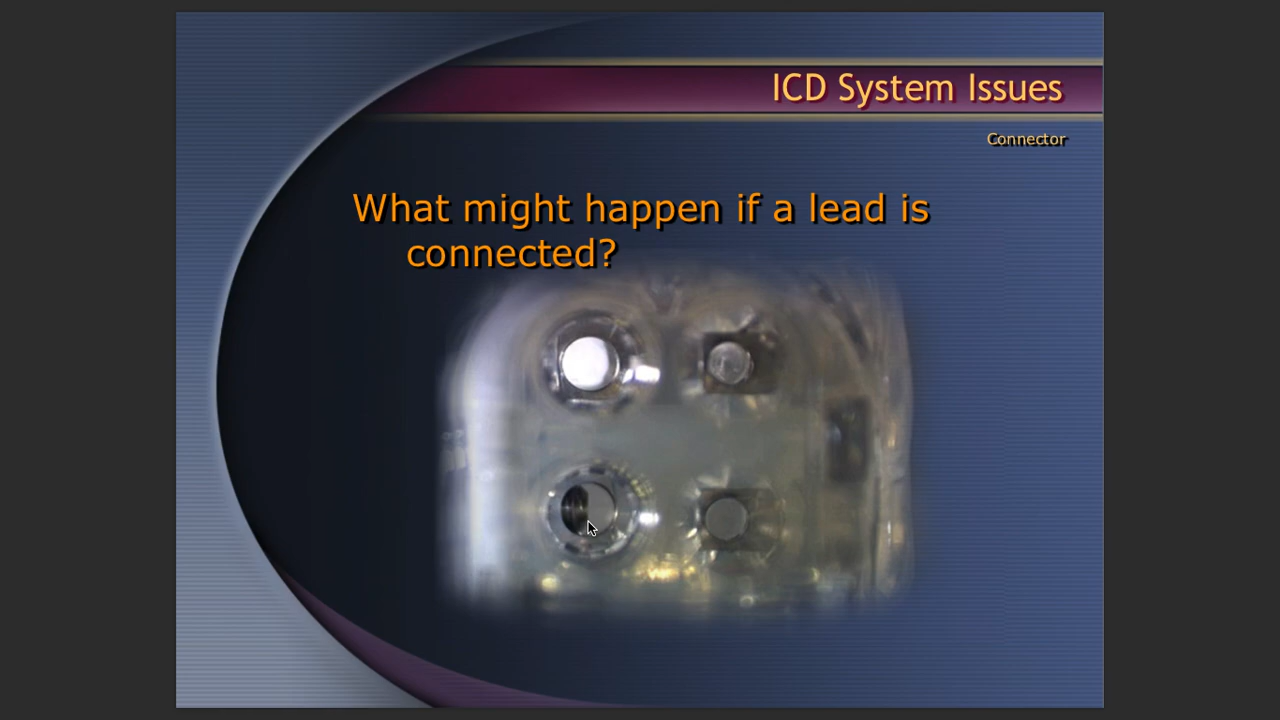 ICD System Issues
Connector
What might happen if a lead is
connected?